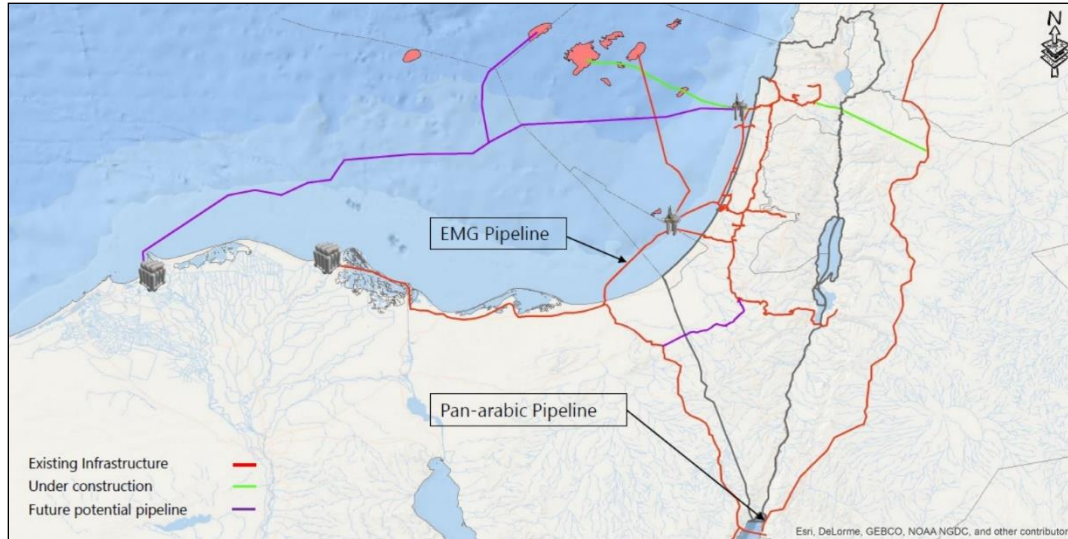 N
EMG Pipeline
Pan-arabic Pipeline
Existing Infrastructure
Under construction
Future potential pipeline
Esri, DeLorme, GEBCO, NOAA NGDC, and other contributor